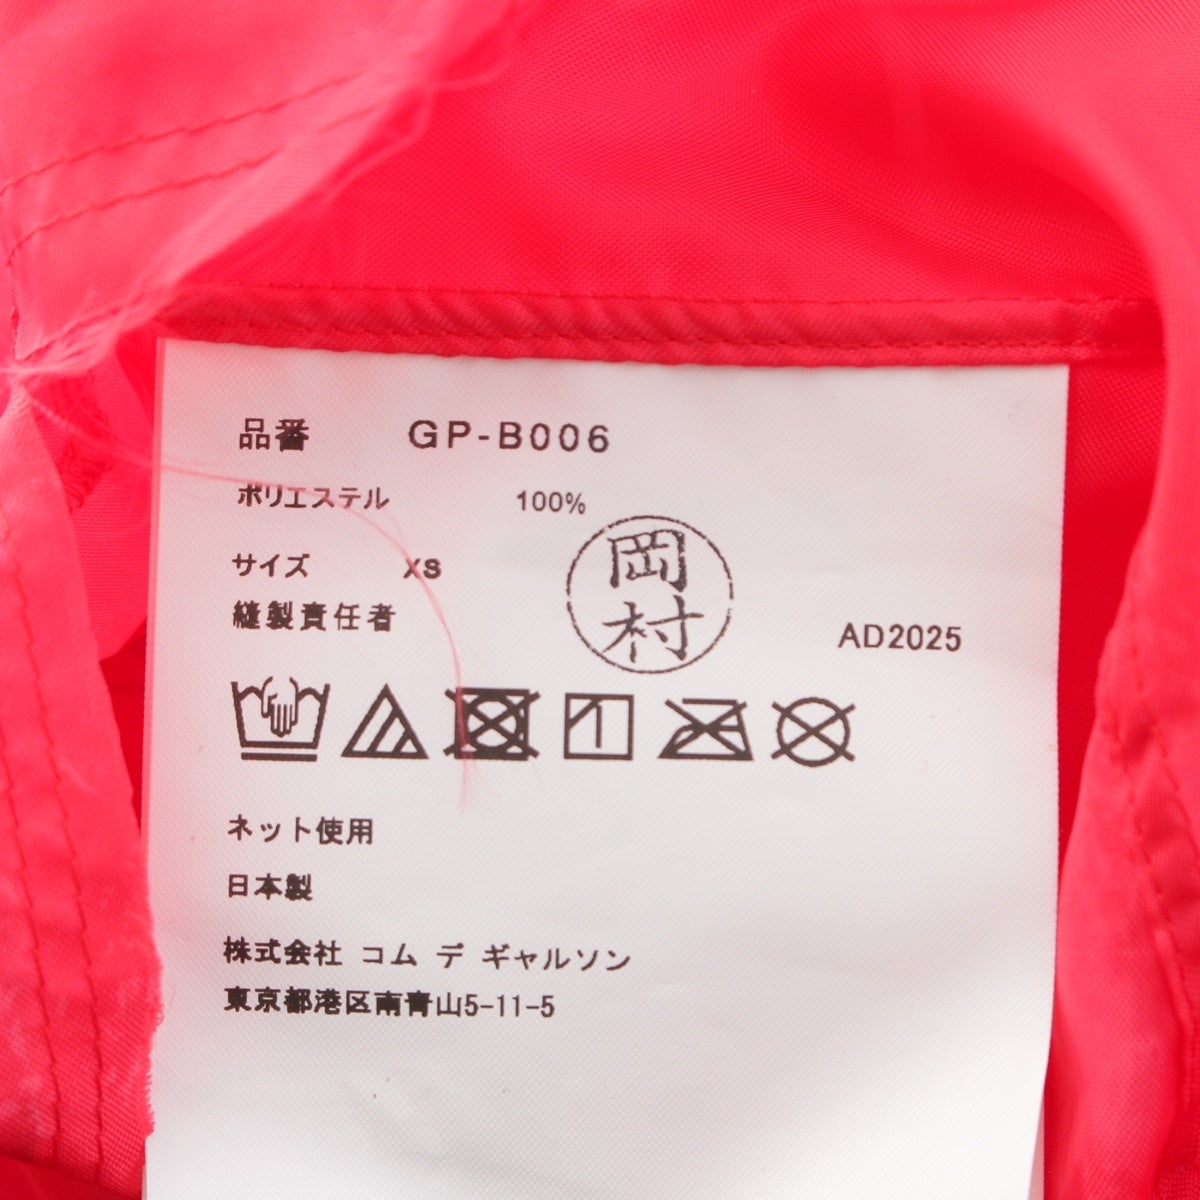 品番 GP-B006
ポリエステル 100%
サイズ XS
縫製責任者 岡村
AD2025
ネット使用
日本製
株式会社 コム デ ギャルソン
東京都港区南青山5-11-5